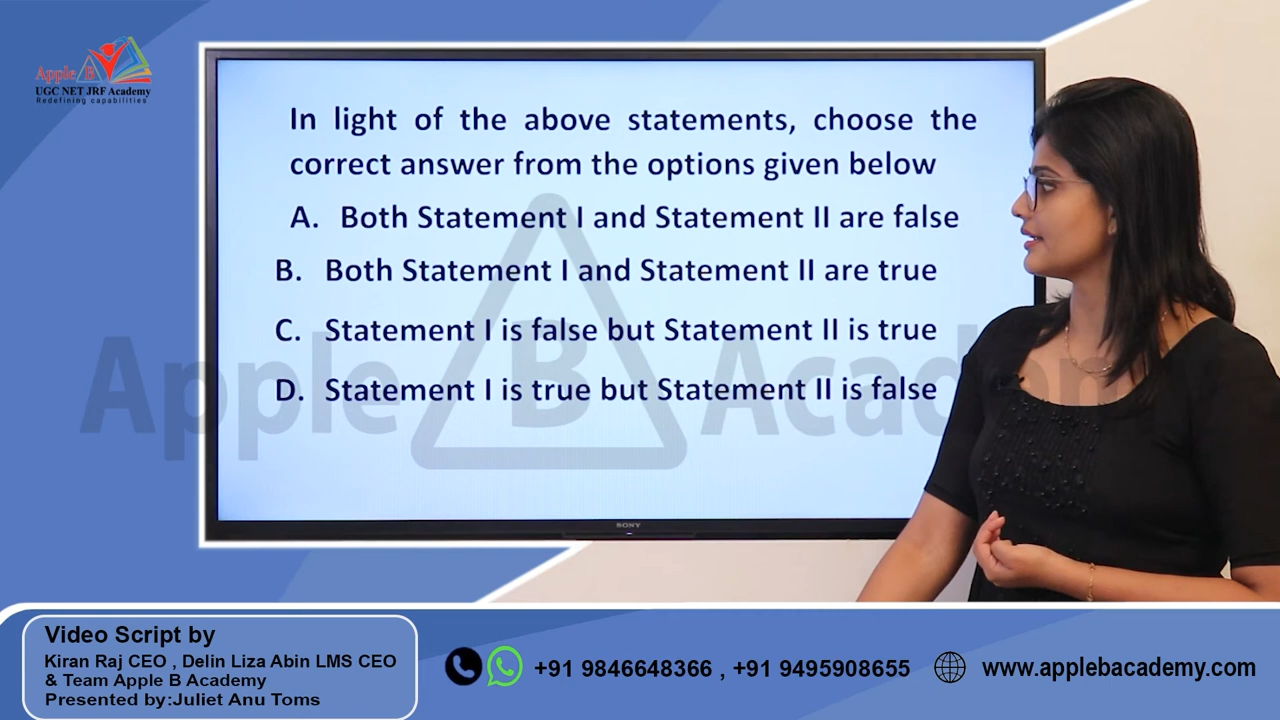 Apple B
UGC NET JRF Academy
Redefining capabilities
In light of the above statements, choose the
correct answer from the options given below
A. Both Statement I and Statement II are false
B. Both Statement I and Statement II are true
C. Statement I is false but Statement II is true
D. Statement I is true but Statement II is false
Apple B Academy
SONY
Video Script by
Kiran Raj CEO , Delin Liza Abin LMS CEO
& Team Apple B Academy
Presented by:Juliet Anu Toms
+91 9846648366 , +91 9495908655
www.applebacademy.com